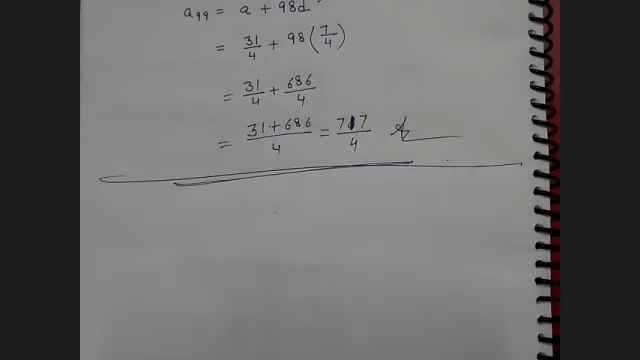 a₉₉ = a + 98d
= 31/4 + 98(7/4)
= 31/4 + 686/4
= (31+686)/4 = 717/4